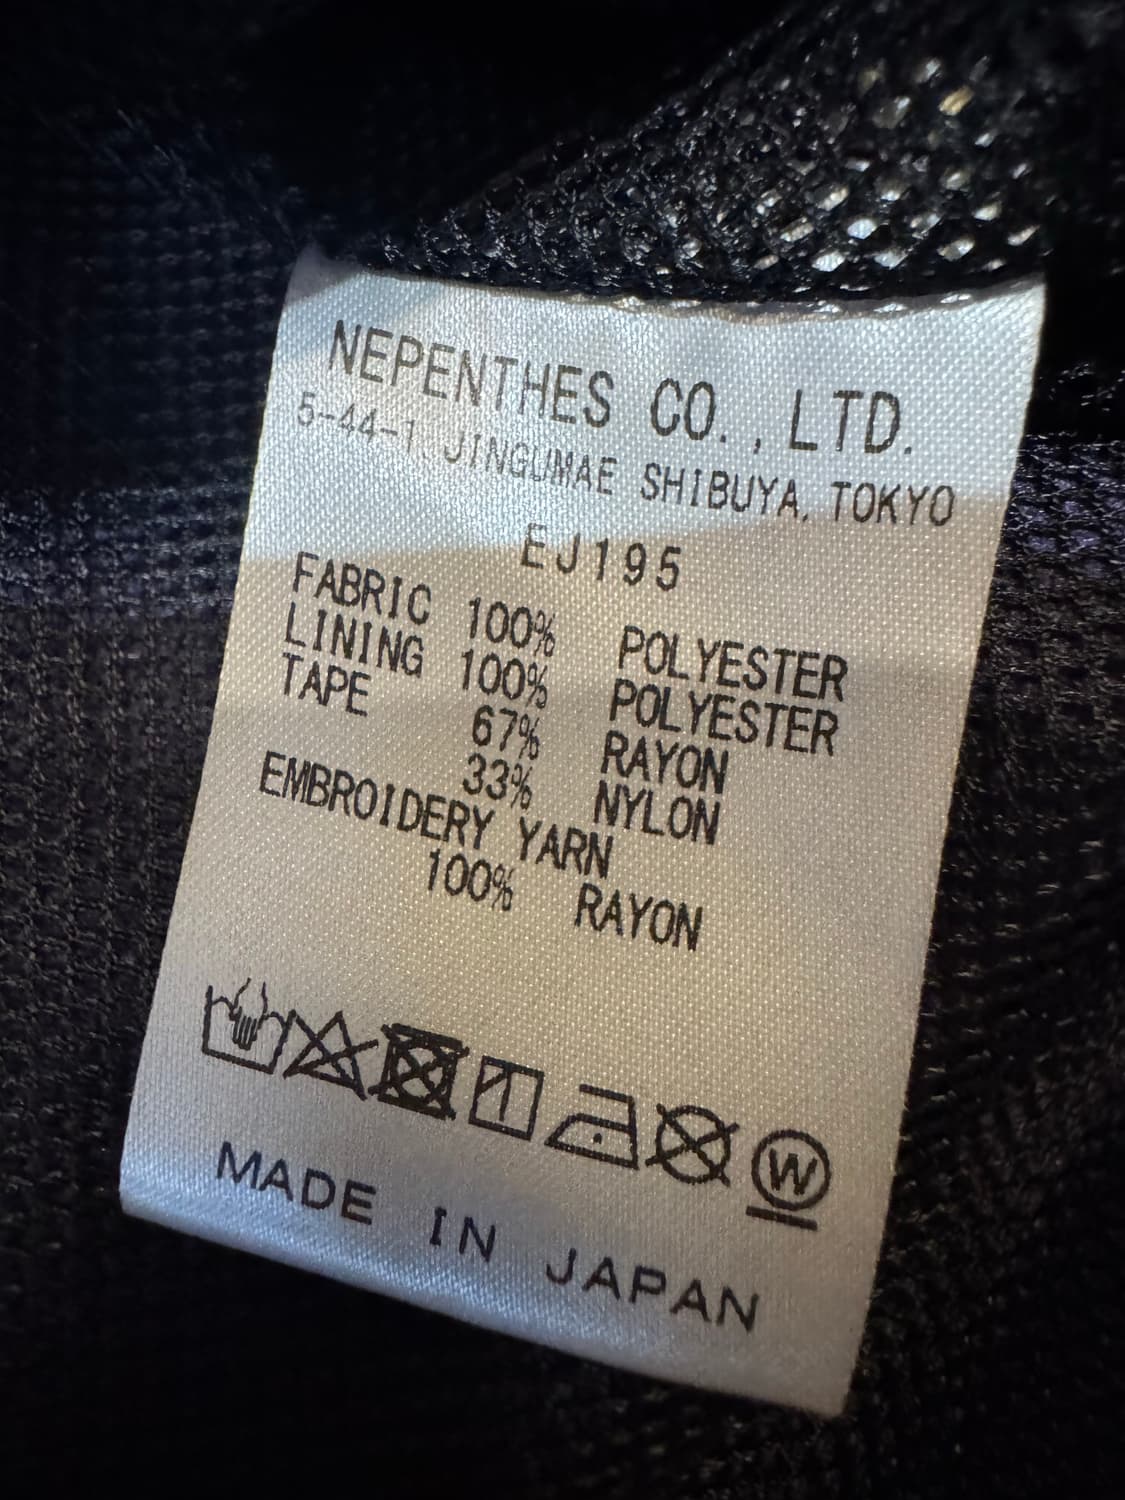 NEPENTHES CO., LTD.
5-44-1, JINGUMAE SHIBUYA, TOKYO
EJ195
FABRIC 100% POLYESTER
LINING 100% POLYESTER
TAPE 67% RAYON
33% NYLON
EMBROIDERY YARN
100% RAYON
W
MADE IN JAPAN